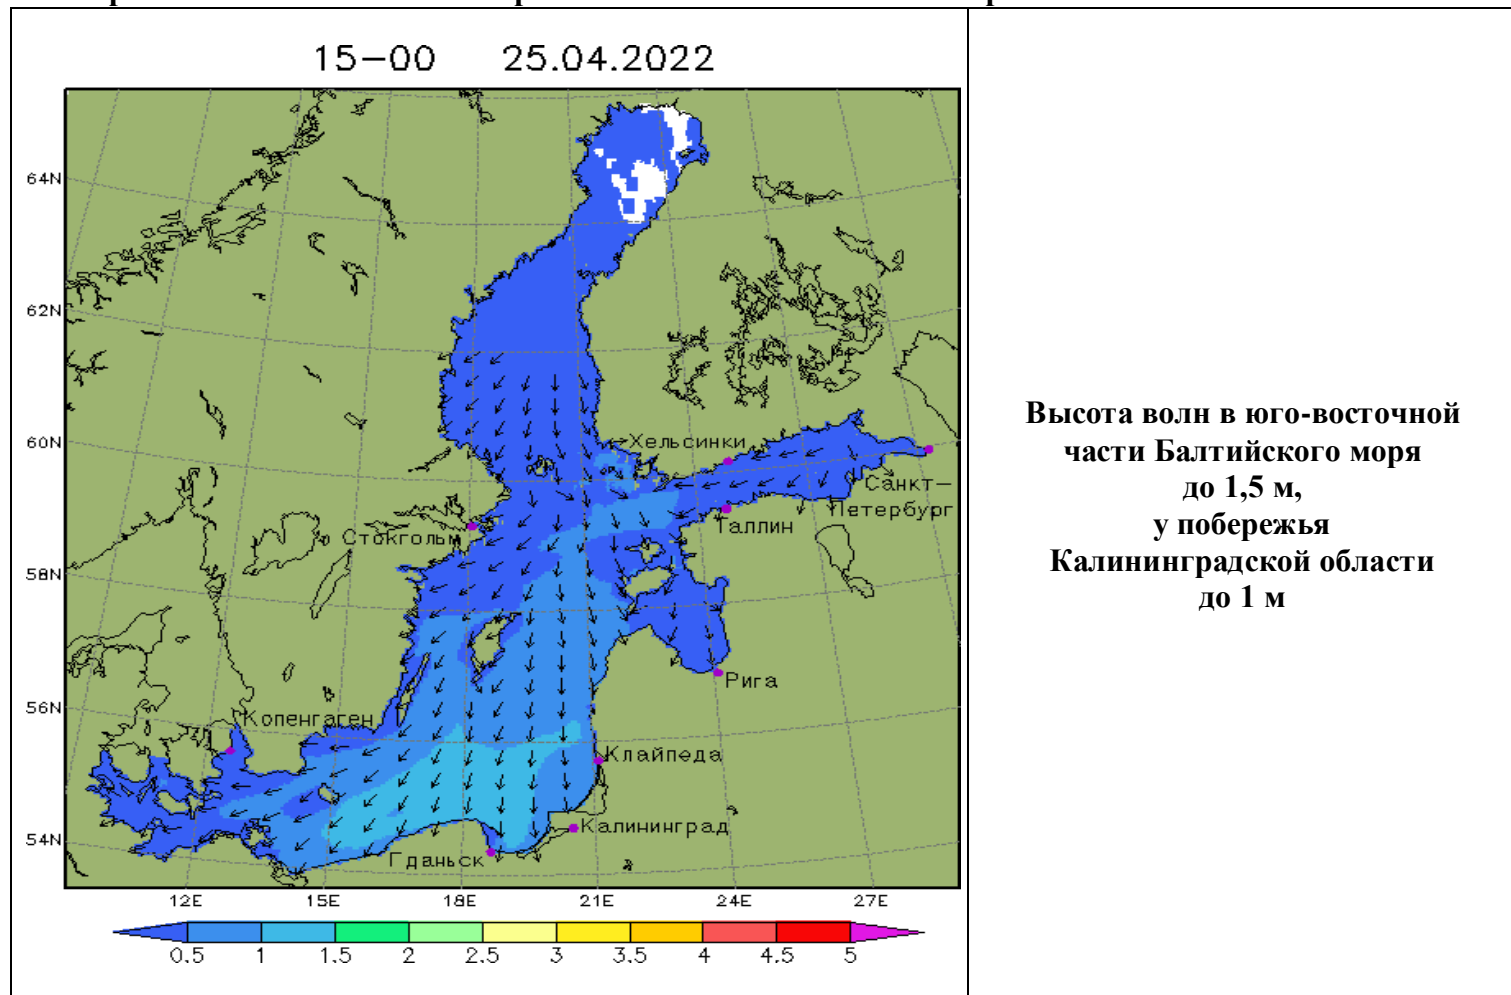 15-00 25.04.2022
64N
62N
60N
58N
56N
54N
Хельсинки
Санкт-
Петербург
Таллин
Стокгольм
Рига
Копенгаген
Клайпеда
Калининград
Гданьск
12E 15E 18E 21E 24E 27E
0.5 1 1.5 2 2.5 3 3.5 4 4.5 5
Высота волн в юго-восточной
части Балтийского моря
до 1,5 м,
у побережья
Калининградской области
до 1 м